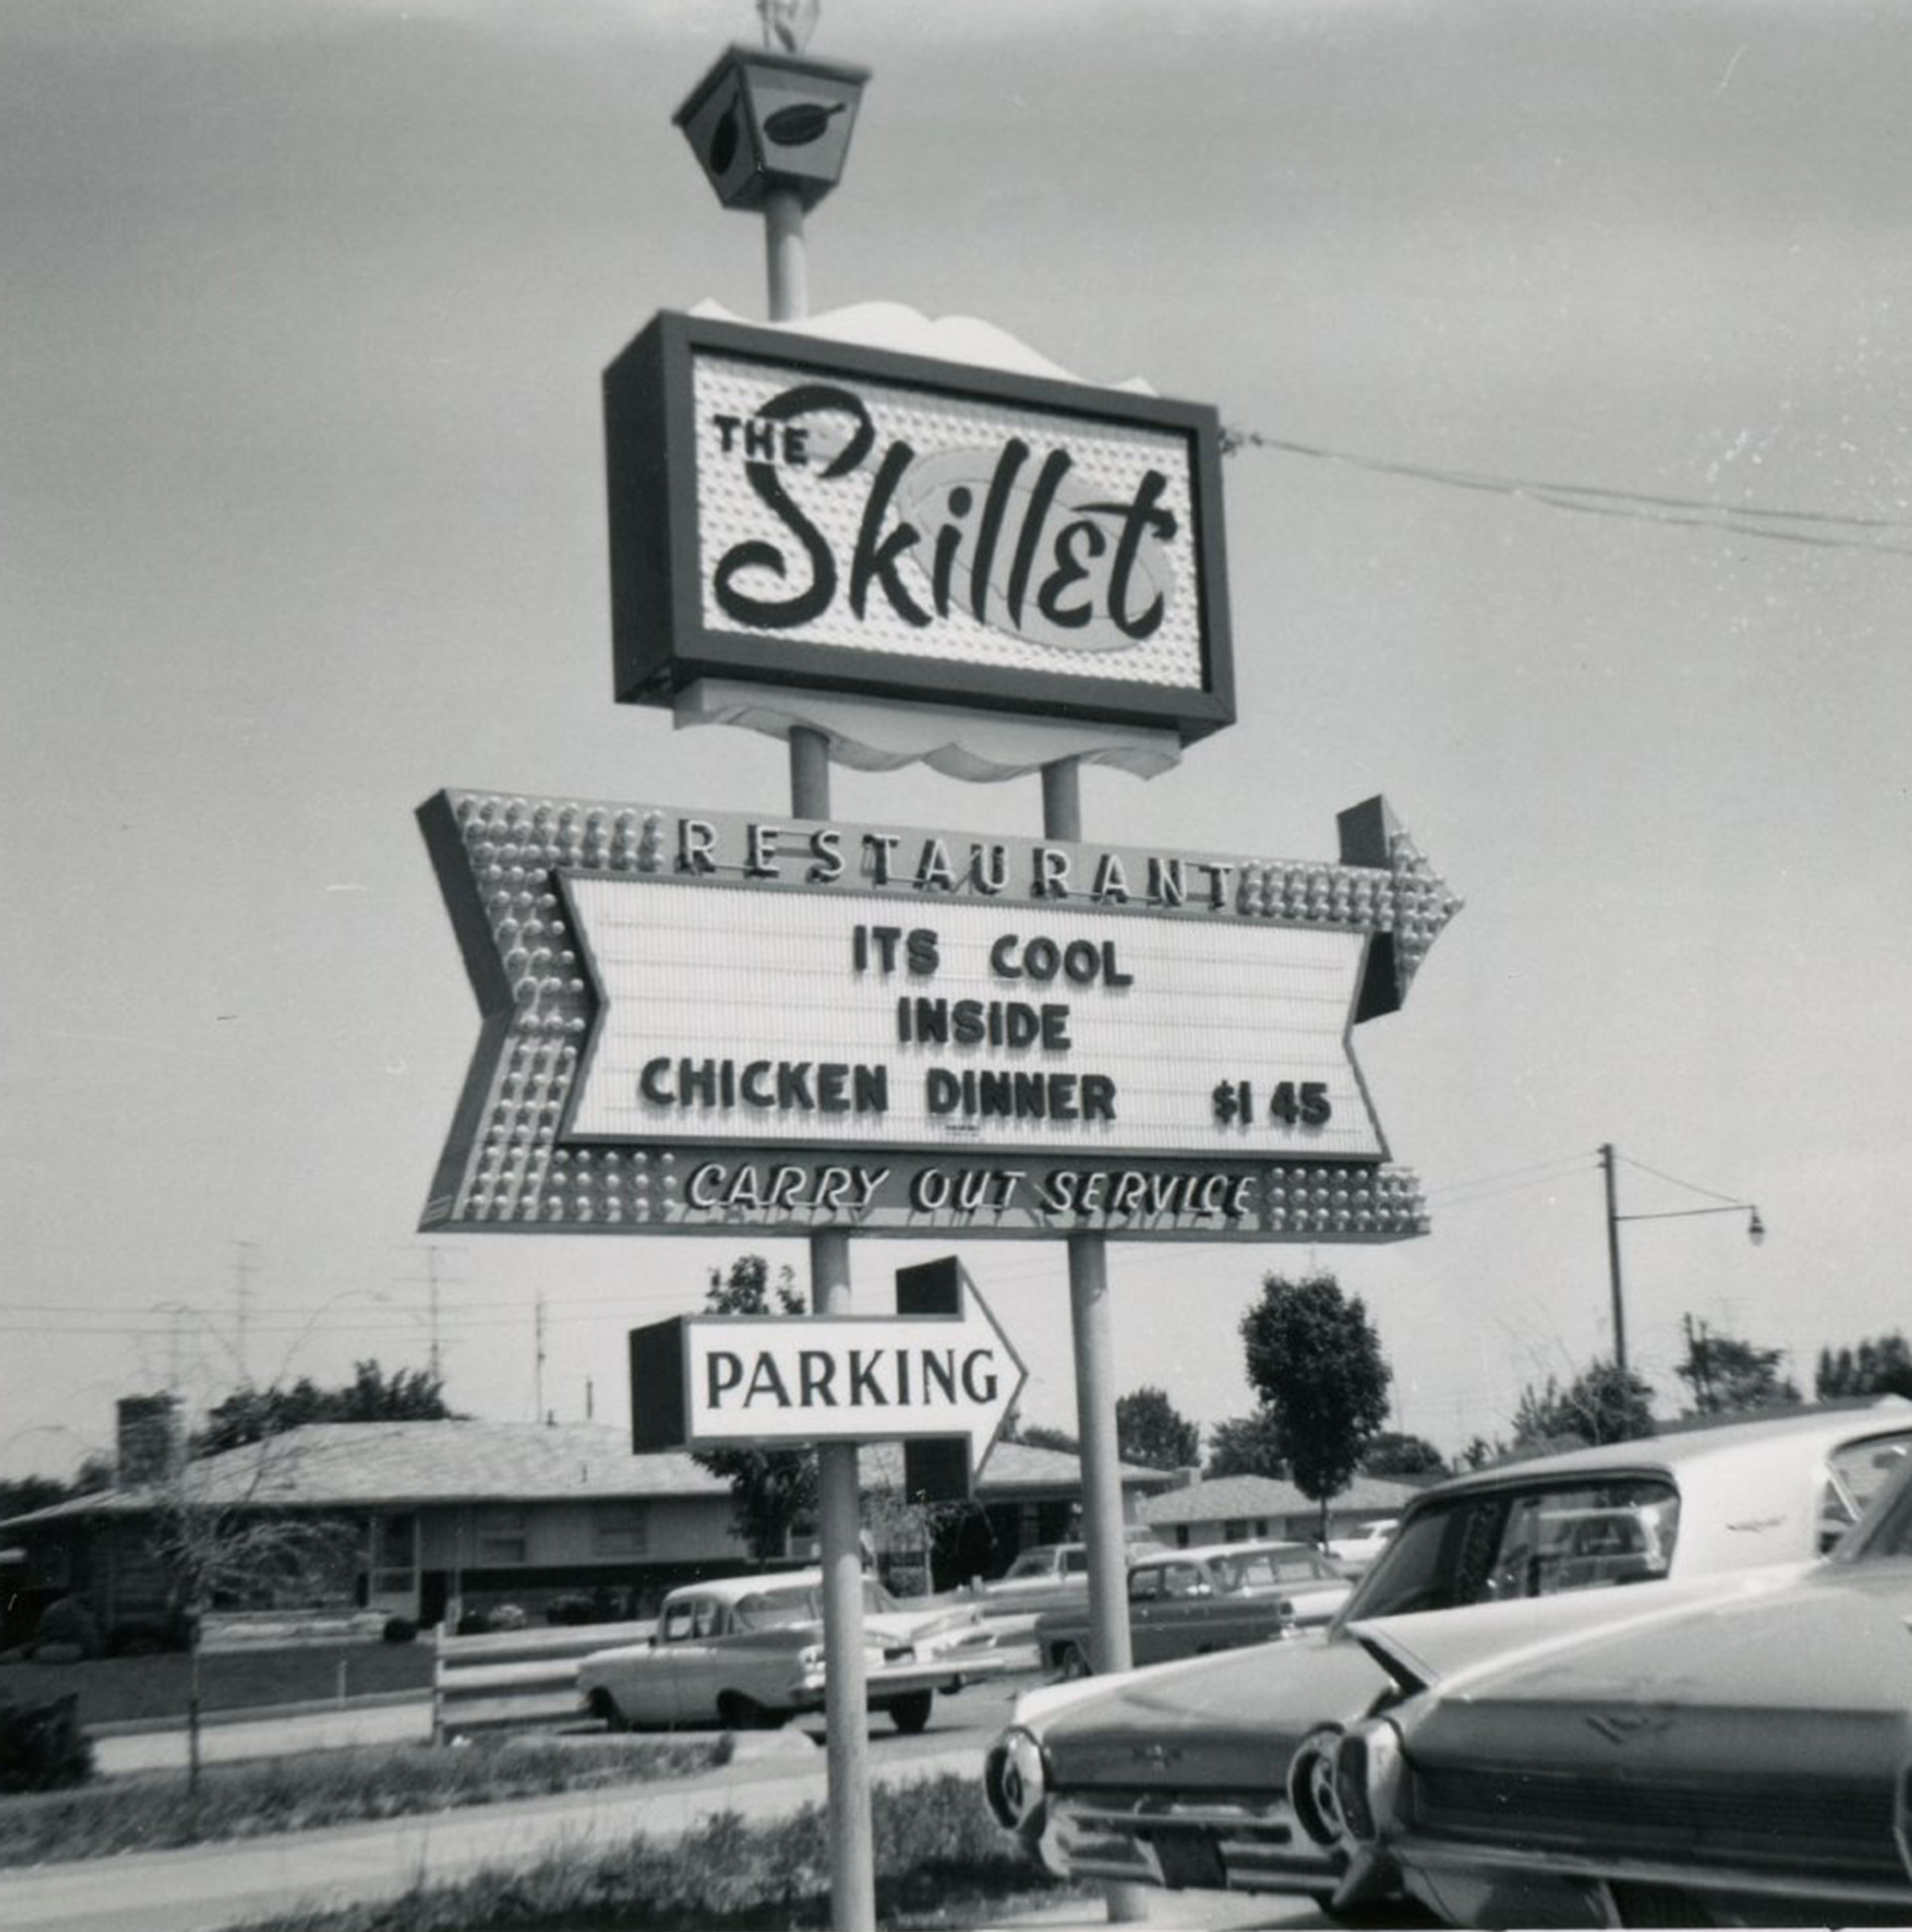 THE
Skillet
RESTAURANT
ITS COOL
INSIDE
CHICKEN DINNER $1 45
CARRY OUT SERVICE
PARKING